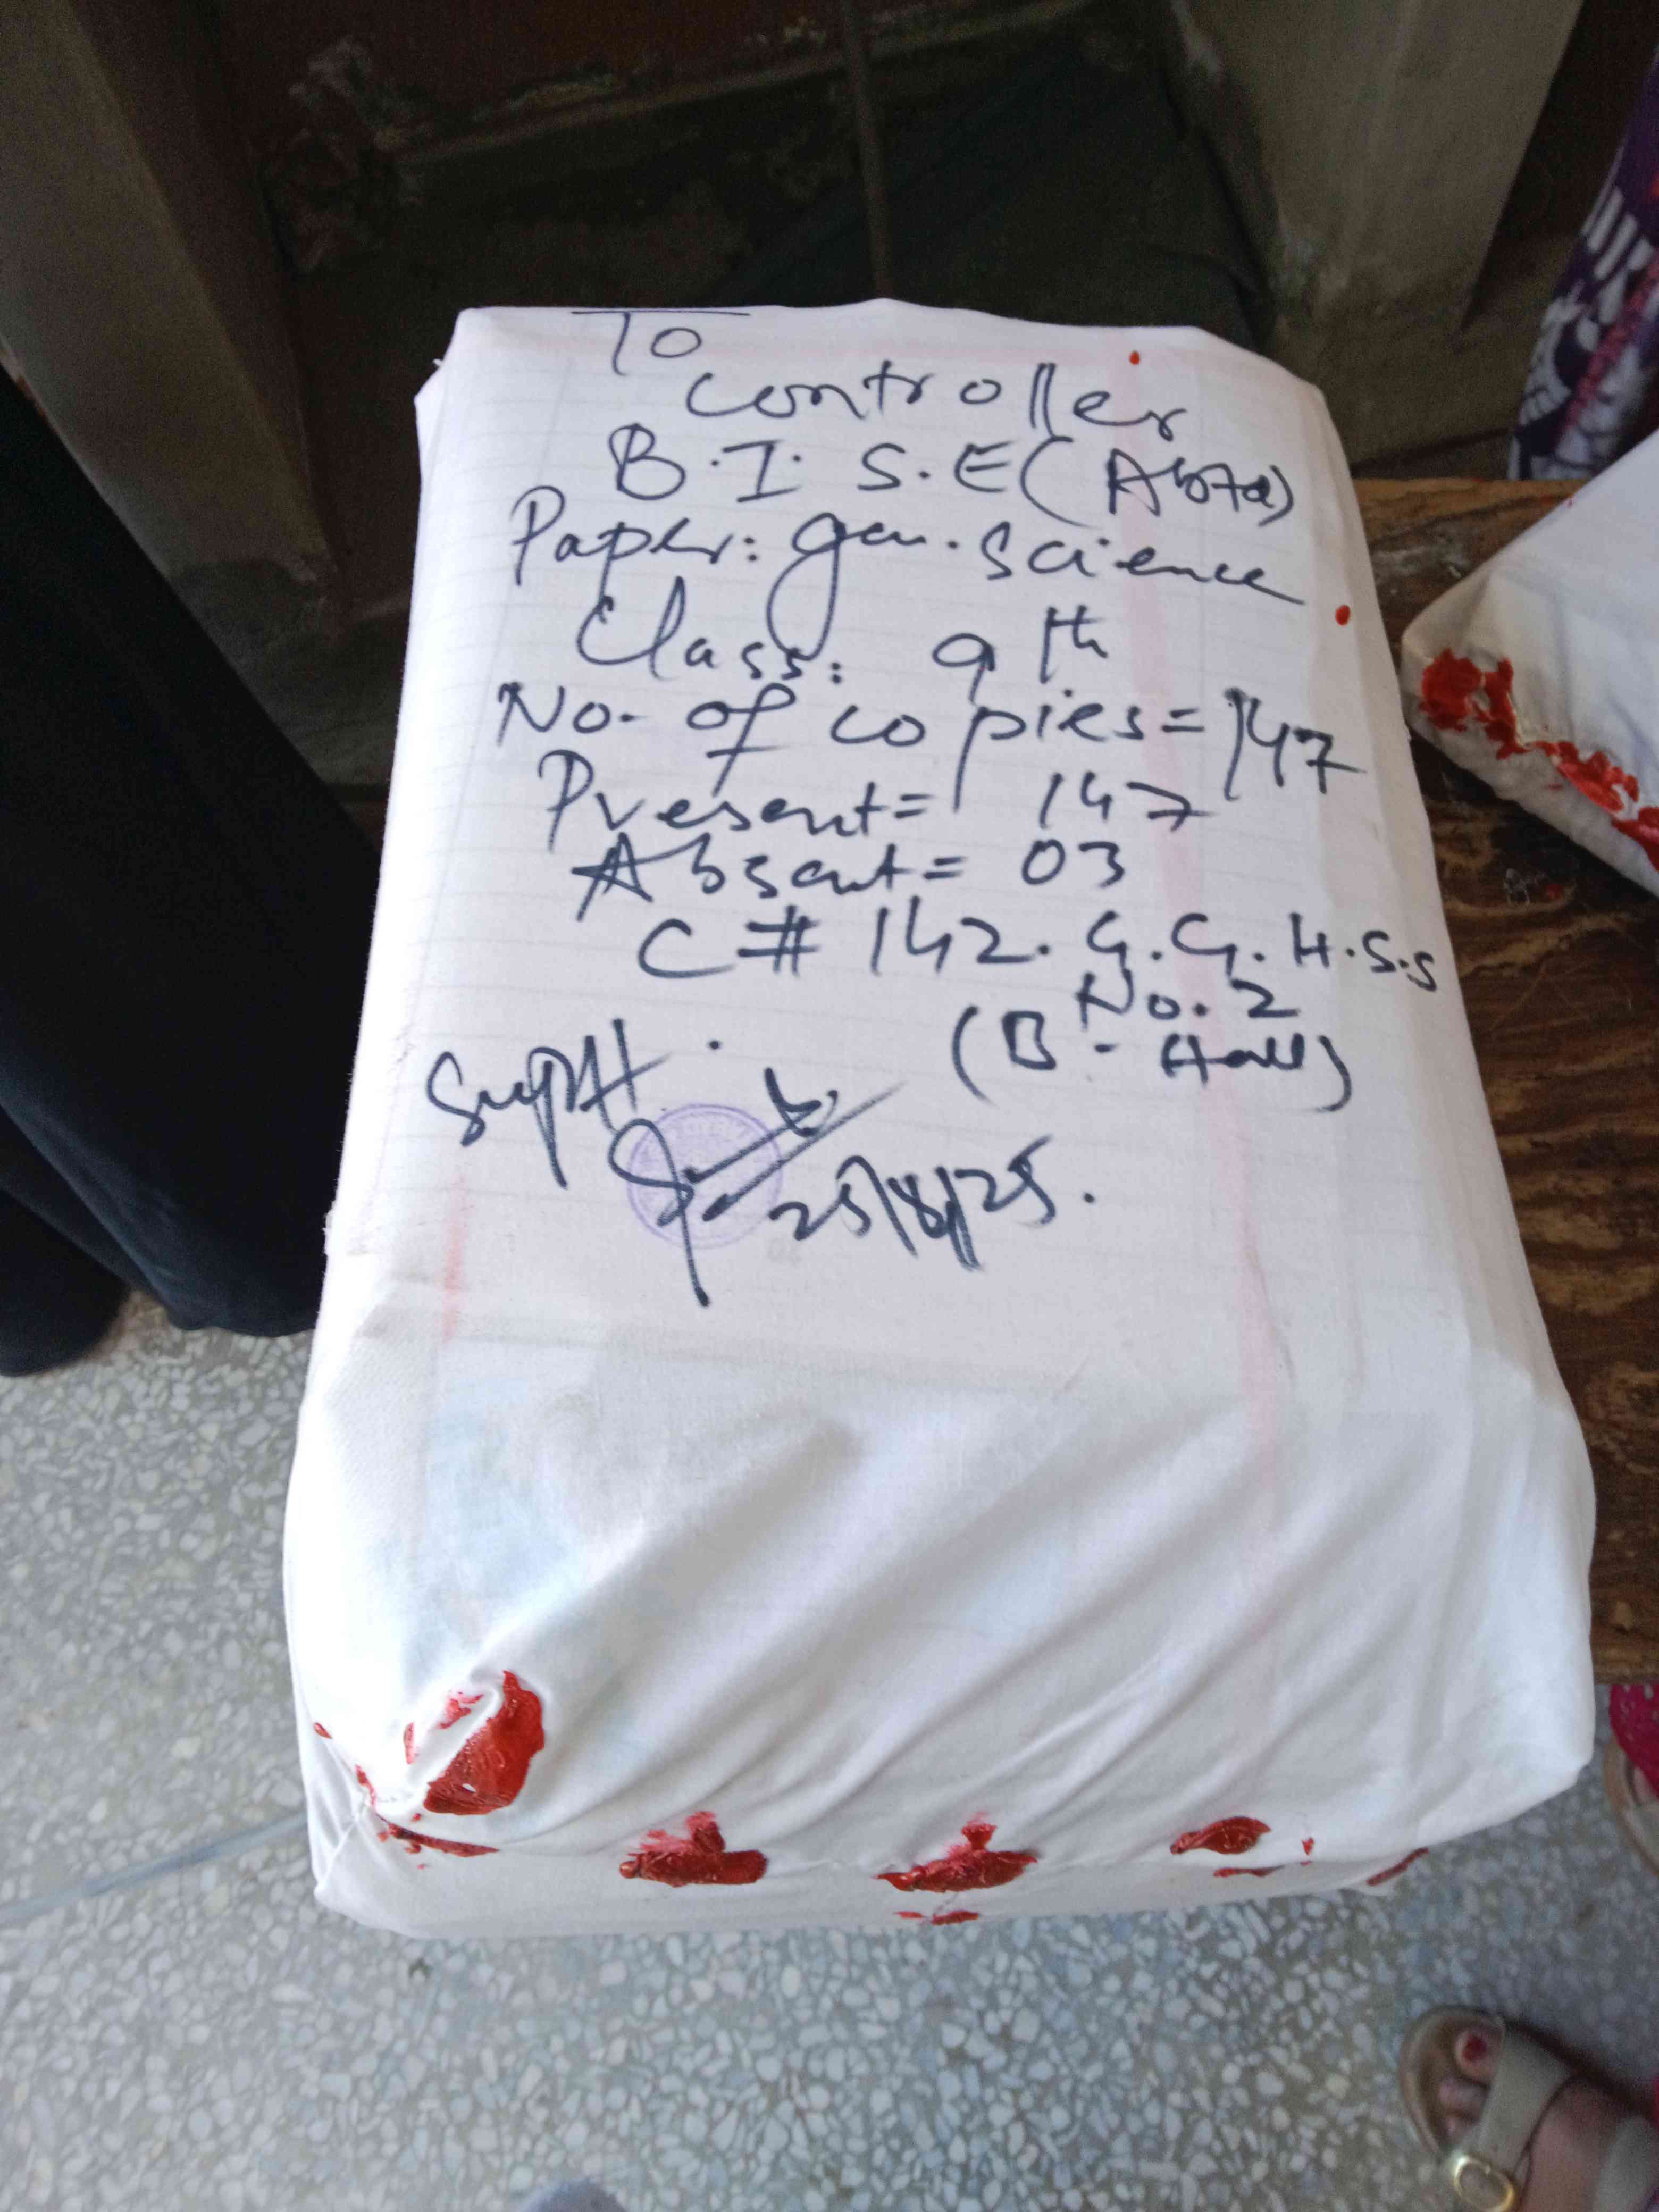 To
Controller
B.I.S.E (Abtd)
Paper: gen. Science
Class: 9th
No. of copies = 147
Present = 147
Absent = 03
C # 142. G.G.H.S.S
No. 2
(B - Hall)
Suptt.
25/8/25.